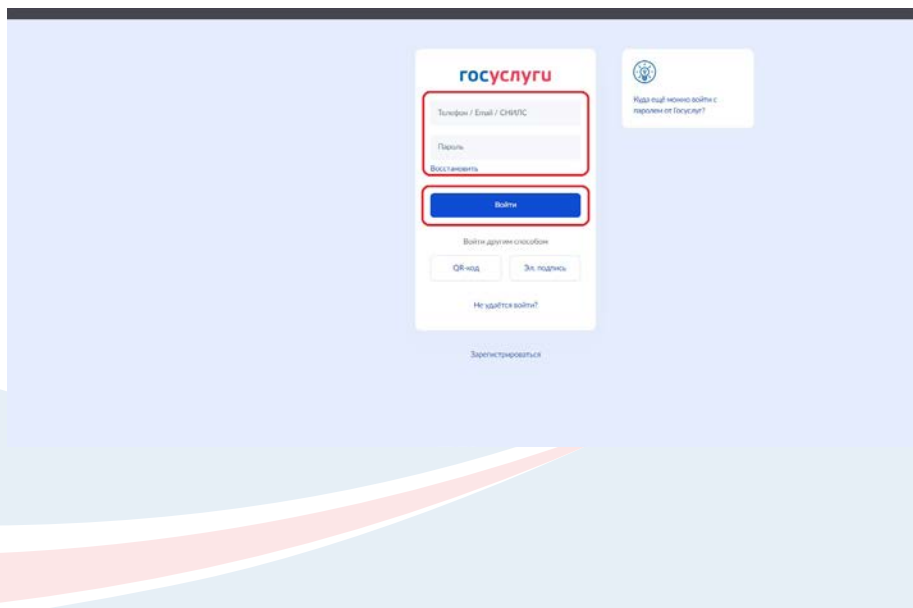 госуслуги
Телефон / Email / СНИЛС
Пароль
Восстановить
Войти
Войти другим способом
QR-код
Эл. подпись
Не удаётся войти?
Зарегистрироваться
Куда ещё можно войти с
паролем от Госуслуг?